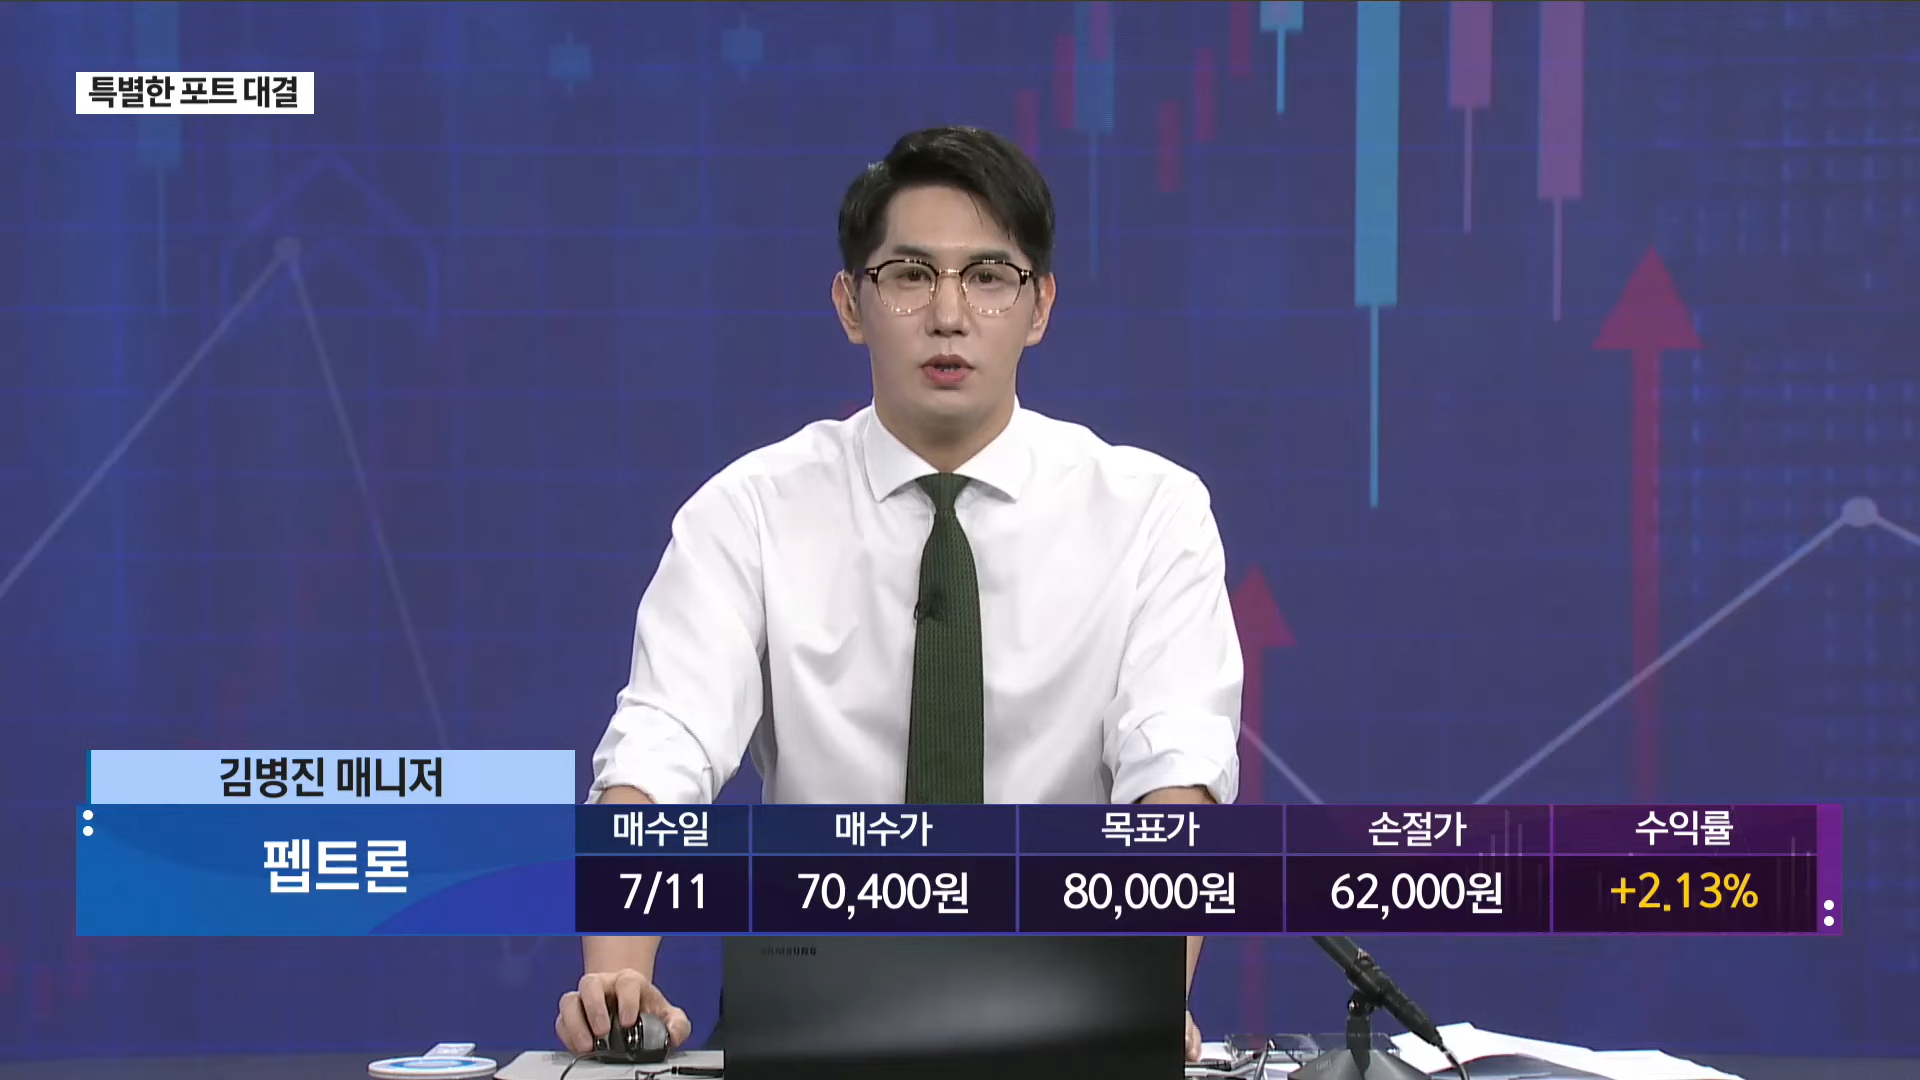 특별한 포트 대결
김병진 매니저
펩트론
매수일 매수가 목표가 손절가 수익률
7/11 70,400원 80,000원 62,000원 +2.13%
SAMSUNG